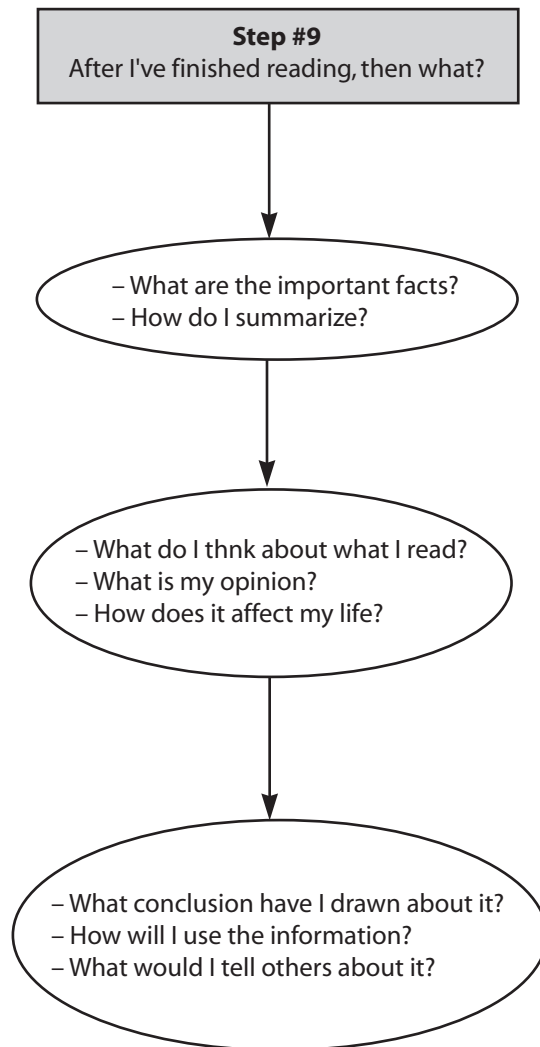 Step #9
After I've finished reading, then what?
– What are the important facts?
– How do I summarize?
– What do I thnk about what I read?
– What is my opinion?
– How does it affect my life?
– What conclusion have I drawn about it?
– How will I use the information?
– What would I tell others about it?